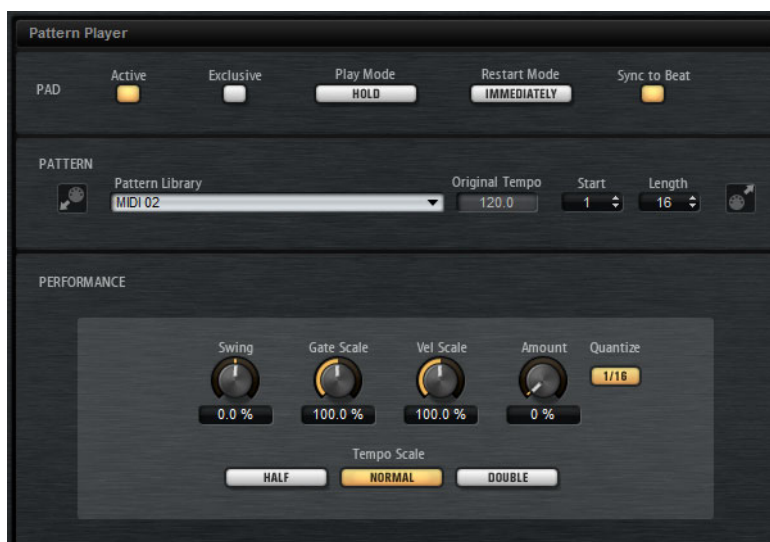 Pattern Player
Active Exclusive Play Mode Restart Mode Sync to Beat
PAD HOLD IMMEDIATELY
PATTERN
Pattern Library Original Tempo Start Length
MIDI 02 120.0 1 16
PERFORMANCE
Swing Gate Scale Vel Scale Amount Quantize
1/16
0.0 % 100.0 % 100.0 % 0 %
Tempo Scale
HALF NORMAL DOUBLE